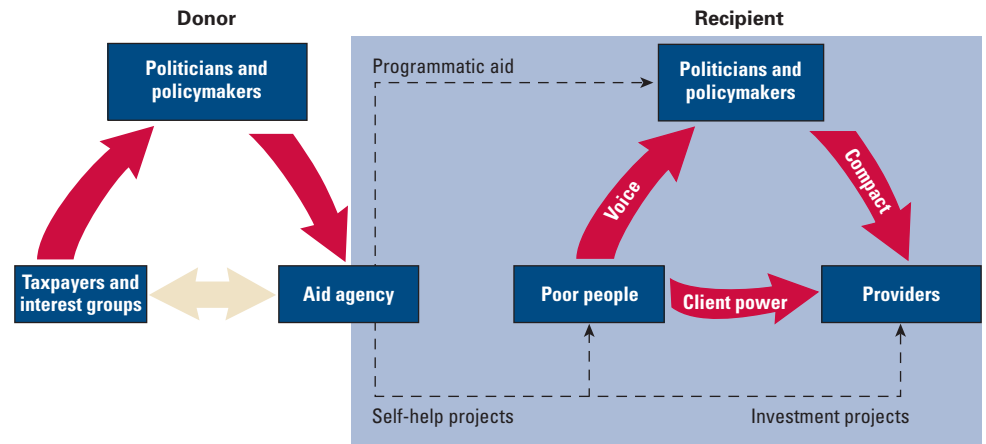 Donor
Recipient
Politicians and
policymakers
Programmatic aid
Politicians and
policymakers
Voice
Compact
Taxpayers and
interest groups
Aid agency
Poor people
Client power
Providers
Self-help projects
Investment projects